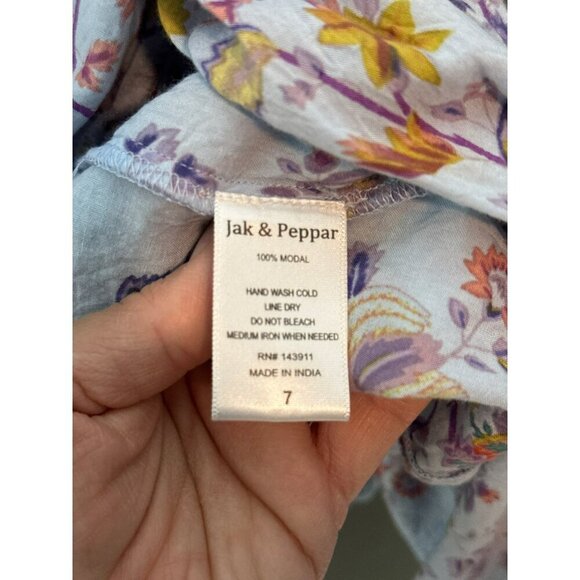 Jak & Peppar
100% MODAL
HAND WASH COLD
LINE DRY
DO NOT BLEACH
MEDIUM IRON WHEN NEEDED
RN# 143911
MADE IN INDIA
7